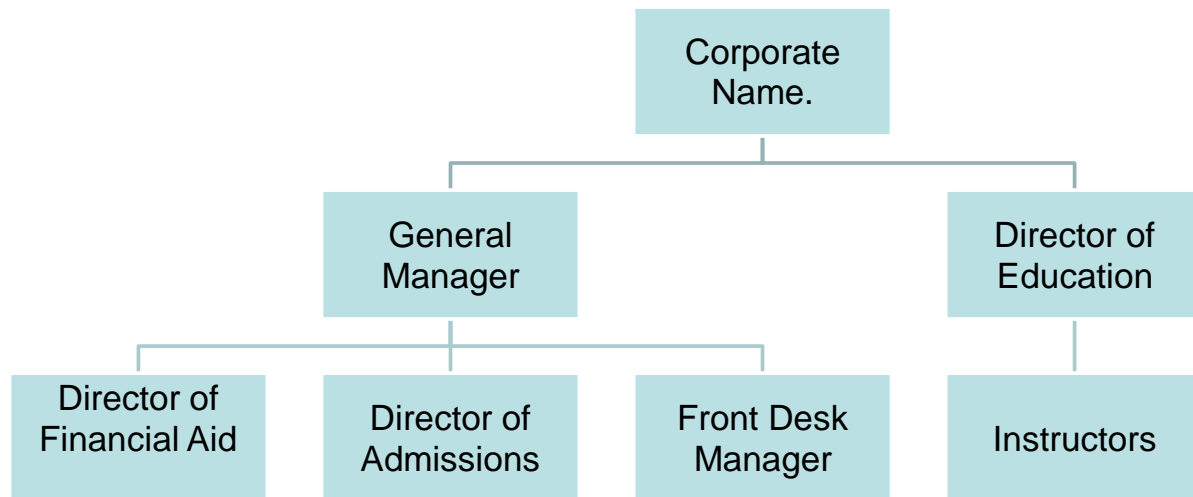 Corporate
Name.
General
Manager
Director of
Education
Director of
Financial Aid
Director of
Admissions
Front Desk
Manager
Instructors